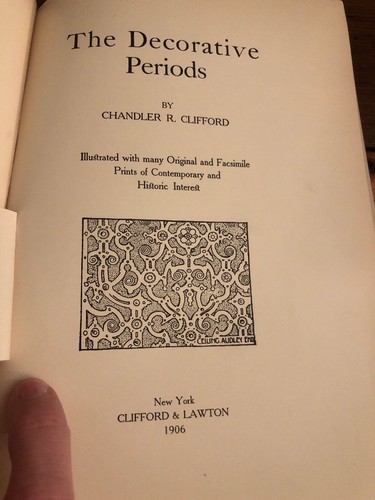 The Decorative
Periods
BY
CHANDLER R. CLIFFORD
Illustrated with many Original and Facsimile
Prints of Contemporary and
Historic Interest
CEILING AUDLEY END
New York
CLIFFORD & LAWTON
1906